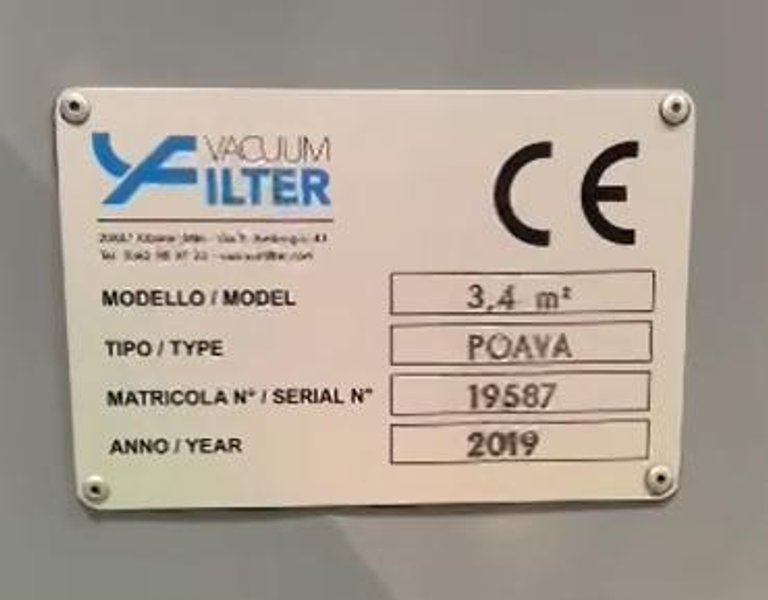 VACUUM
FILTER
CE
MODELLO / MODEL 3,4 m²
TIPO / TYPE POAVA
MATRICOLA N° / SERIAL N° 19587
ANNO / YEAR 2019